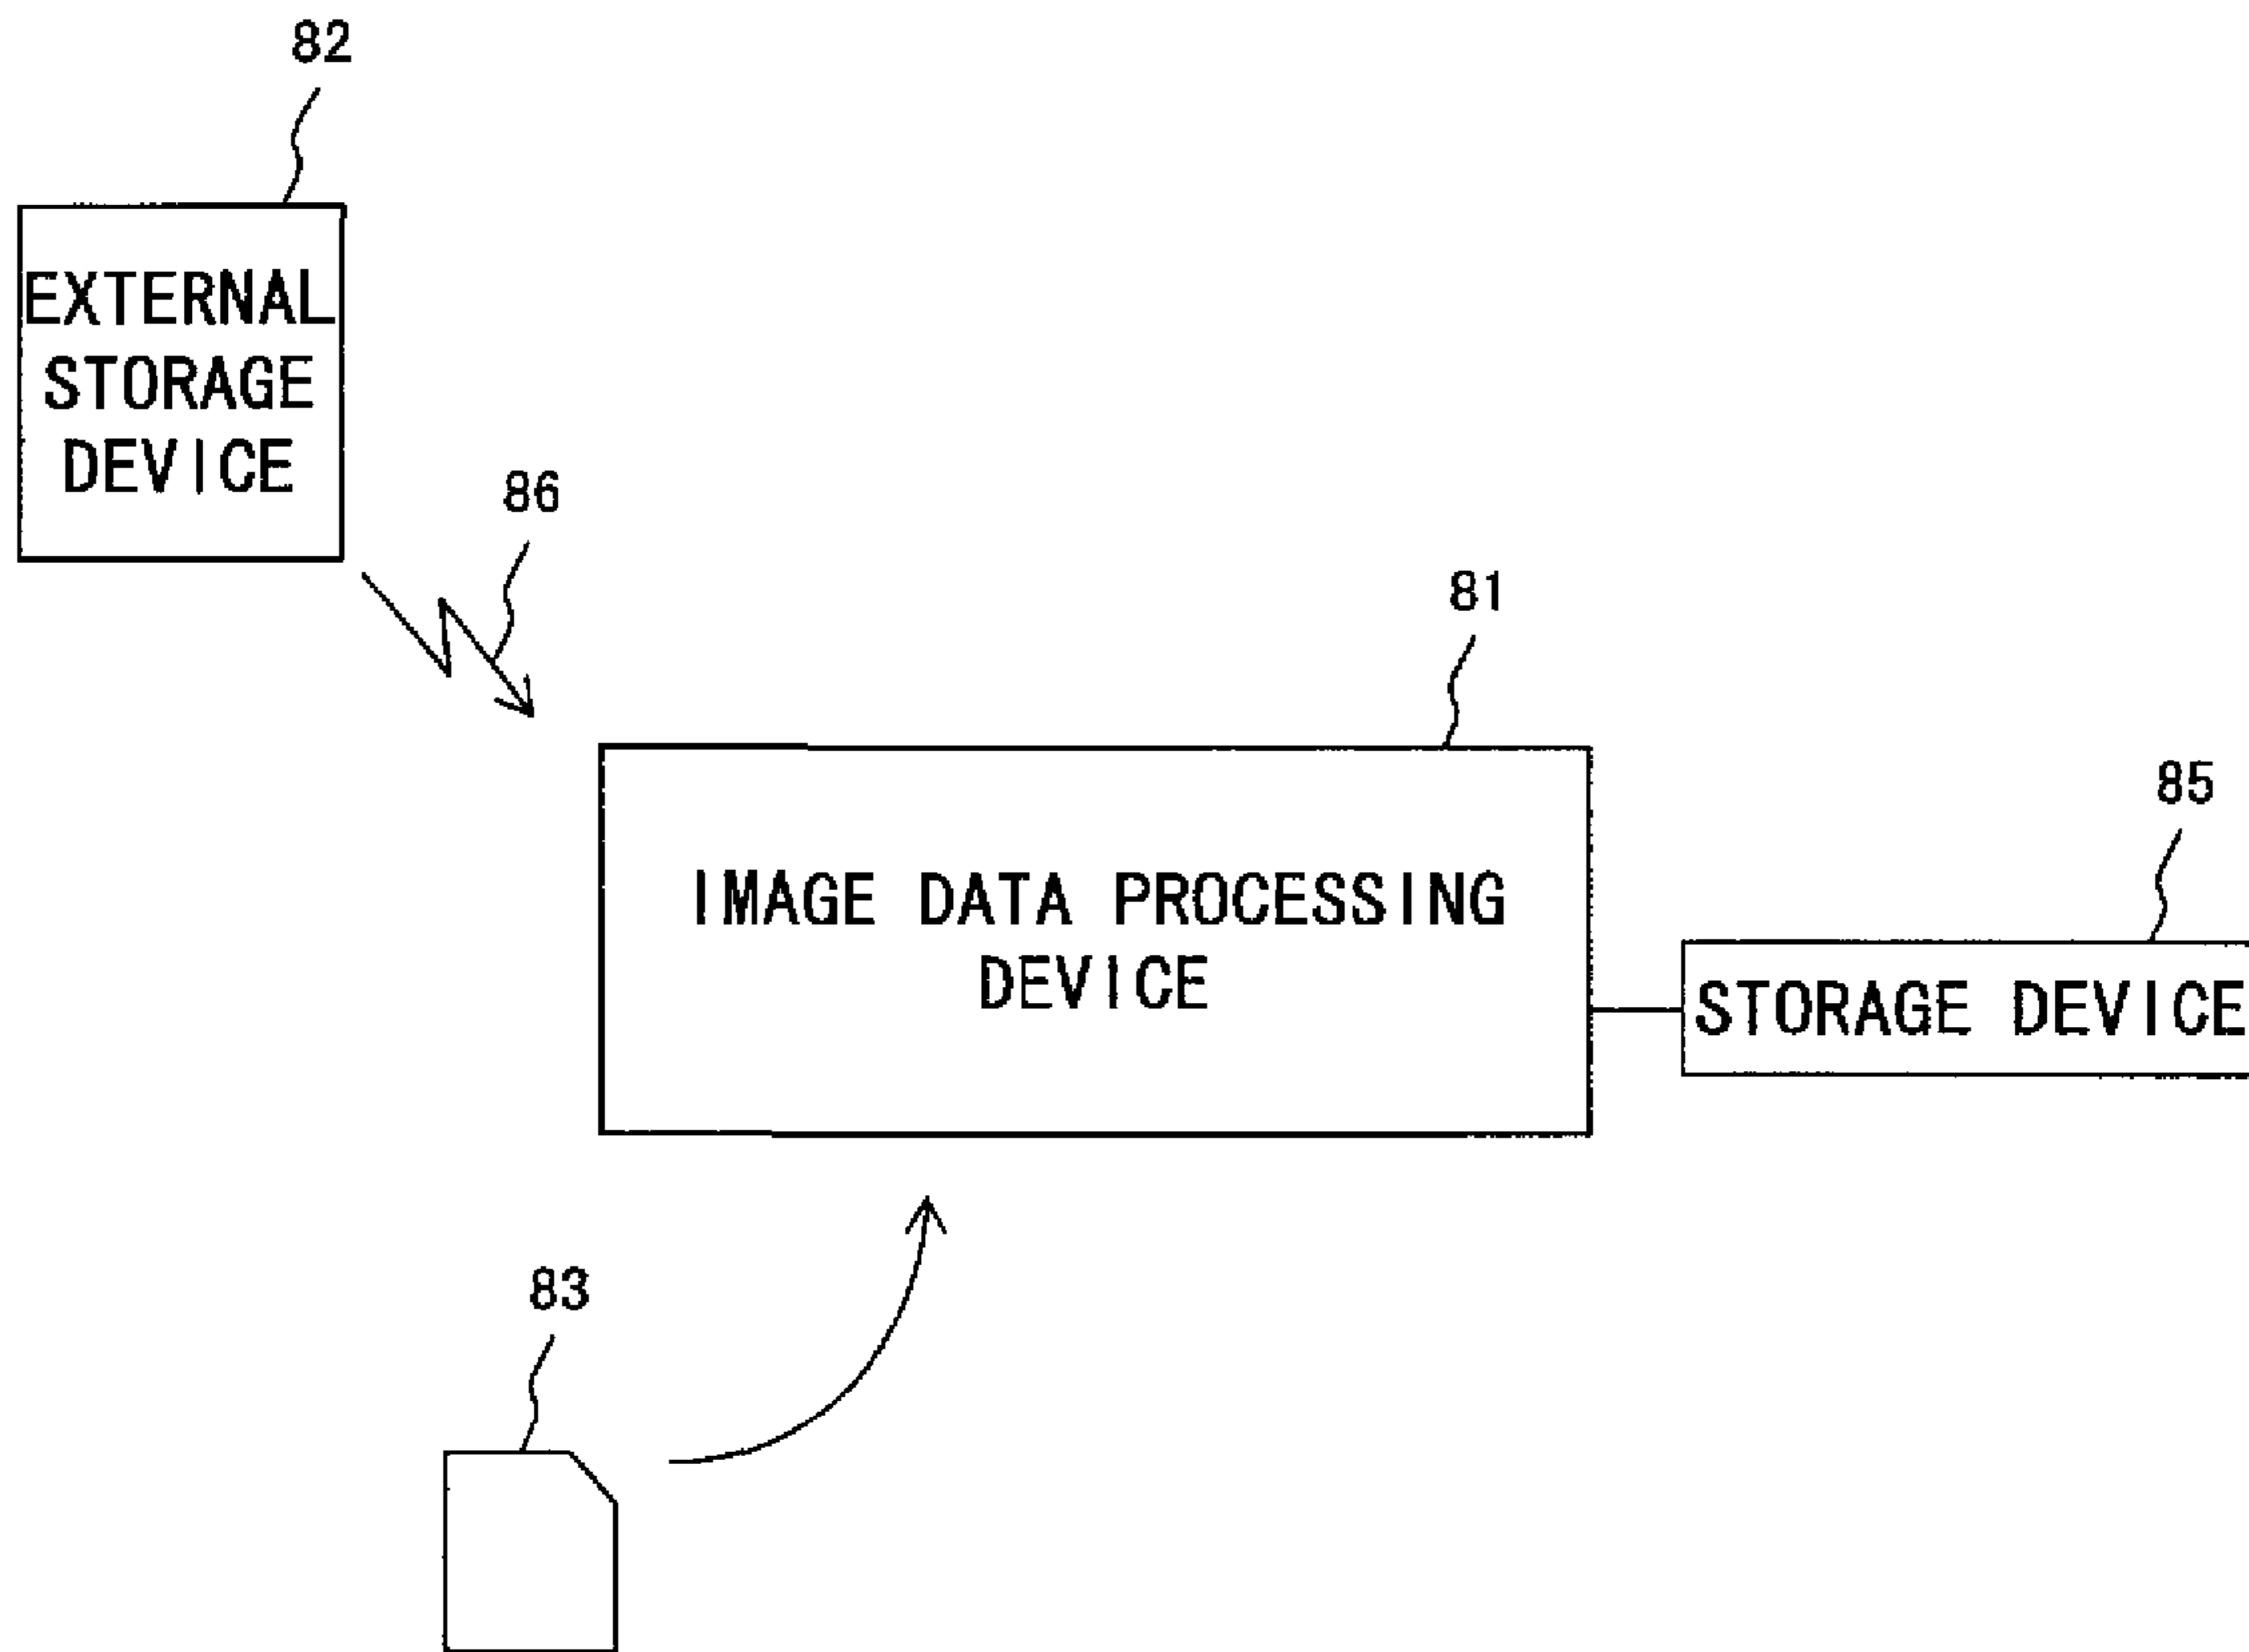 82
EXTERNAL
STORAGE
DEVICE
86
81
IMAGE DATA PROCESSING
DEVICE
85
STORAGE DEVICE
83